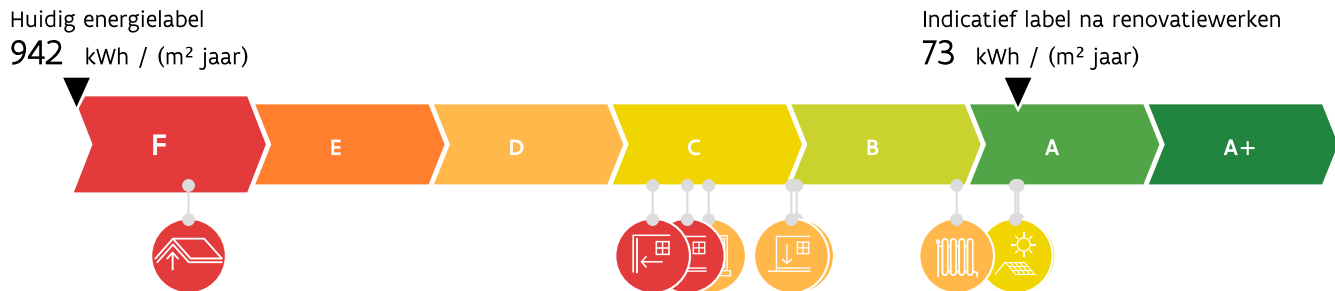 Huidig energielabel
942 kWh / (m² jaar)
Indicatief label na renovatiewerken
73 kWh / (m² jaar)
F E D C B A A+